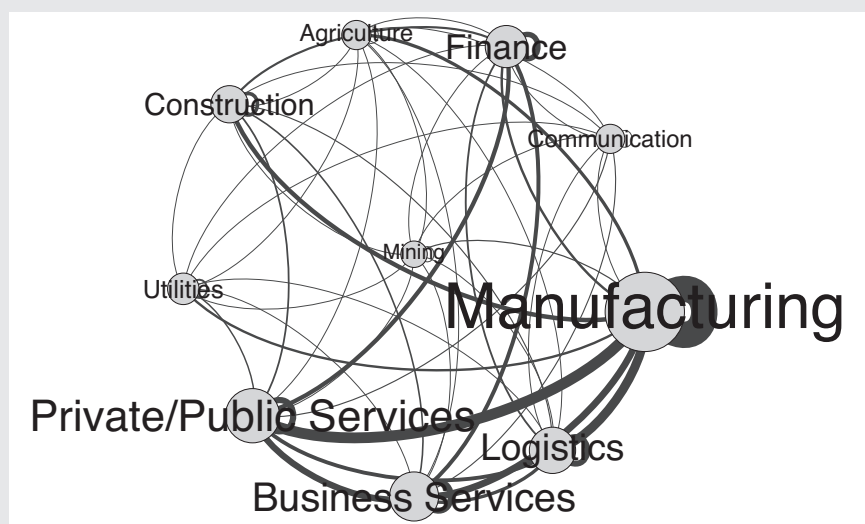 Agriculture
Finance
Construction
Communication
Mining
Utilities
Manufacturing
Private/Public Services
Logistics
Business Services